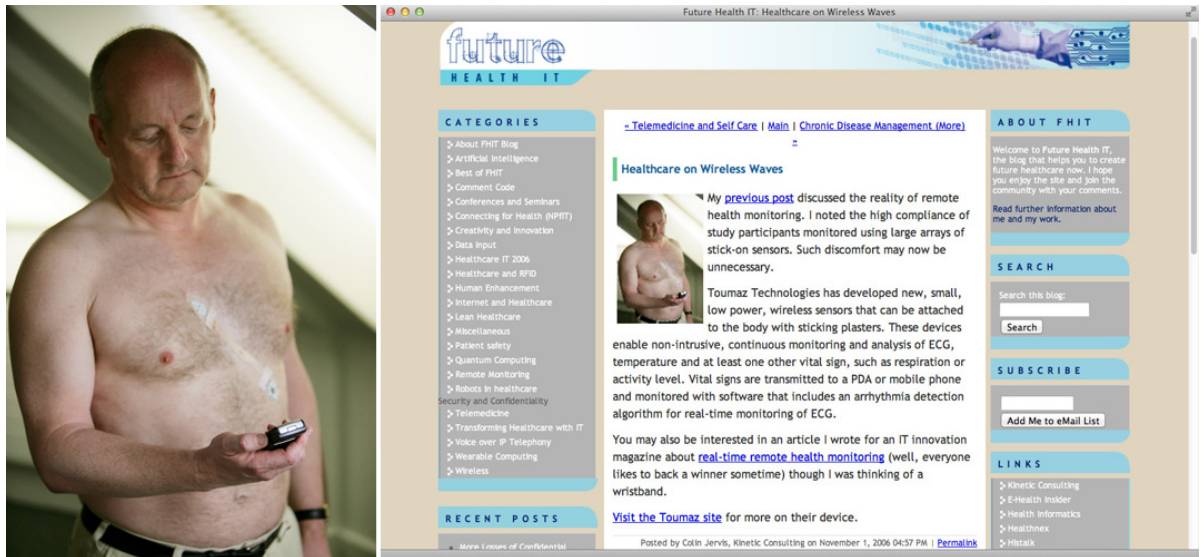 Future Health IT: Healthcare on Wireless Waves
future
HEALTH IT
CATEGORIES
About FHIT Blog
Artificial Intelligence
Best of FHIT
Comment Code
Conferences and Seminars
Connecting for Health (NPfIT)
Creativity and Innovation
Data Input
Healthcare IT 2006
Healthcare and RFID
Human Enhancement
Internet and Healthcare
Lean Healthcare
Miscellaneous
Patient safety
Quantum Computing
Remote Monitoring
Robots in healthcare
Security and Confidentiality
Telemedicine
Transforming Healthcare with IT
Voice over IP Telephony
Wearable Computing
Wireless
RECENT POSTS
More Losses of Confidential
« Telemedicine and Self Care | Main | Chronic Disease Management (More)
»
Healthcare on Wireless Waves
My previous post discussed the reality of remote
health monitoring. I noted the high compliance of
study participants monitored using large arrays of
stick-on sensors. Such discomfort may now be
unnecessary.
Toumaz Technologies has developed new, small,
low power, wireless sensors that can be attached
to the body with sticking plasters. These devices
enable non-intrusive, continuous monitoring and analysis of ECG,
temperature and at least one other vital sign, such as respiration or
activity level. Vital signs are transmitted to a PDA or mobile phone
and monitored with software that includes an arrhythmia detection
algorithm for real-time monitoring of ECG.
You may also be interested in an article I wrote for an IT innovation
magazine about real-time remote health monitoring (well, everyone
likes to back a winner sometime) though I was thinking of a
wristband.
Visit the Toumaz site for more on their device.
Posted by Colin Jervis, Kinetic Consulting on November 1, 2006 04:57 PM | Permalink
ABOUT FHIT
Welcome to Future Health IT,
the blog that helps you to create
future healthcare now. I hope
you enjoy the site and join the
community with your comments.
Read further information about
me and my work.
SEARCH
Search this blog:
Search
SUBSCRIBE
Add Me to eMail List
LINKS
Kinetic Consulting
E-Health Insider
Health Informatics
Healthnex
Histalk